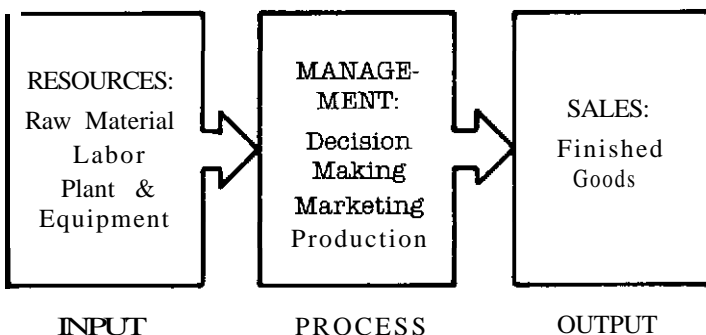 RESOURCES:
Raw Material
Labor
Plant &
Equipment
MANAGE-
MENT:
Decision
Making
Marketing
Production
SALES:
Finished
Goods
INPUT
PROCESS
OUTPUT